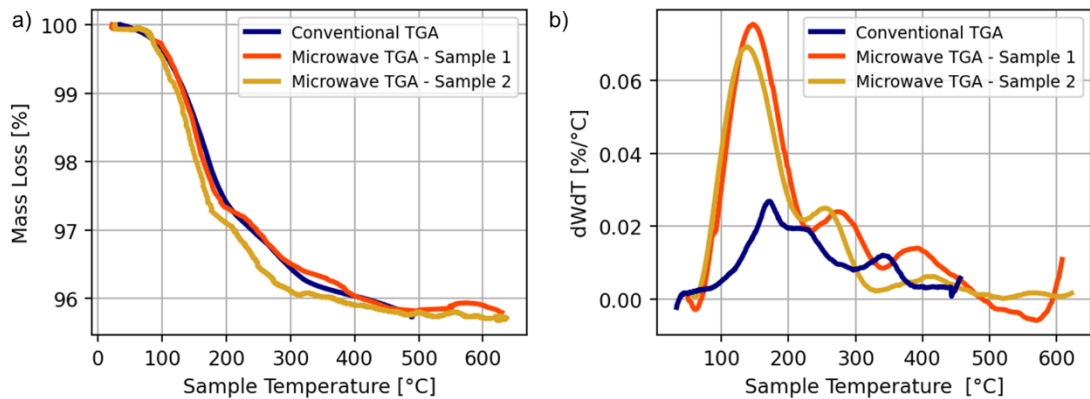 a)
Conventional TGA
Microwave TGA - Sample 1
Microwave TGA - Sample 2
Mass Loss [%]
100
99
98
97
96
0 100 200 300 400 500 600
Sample Temperature [°C]
b)
Conventional TGA
Microwave TGA - Sample 1
Microwave TGA - Sample 2
dWdT [%/°C]
0.06
0.04
0.02
0.00
100 200 300 400 500 600
Sample Temperature [°C]